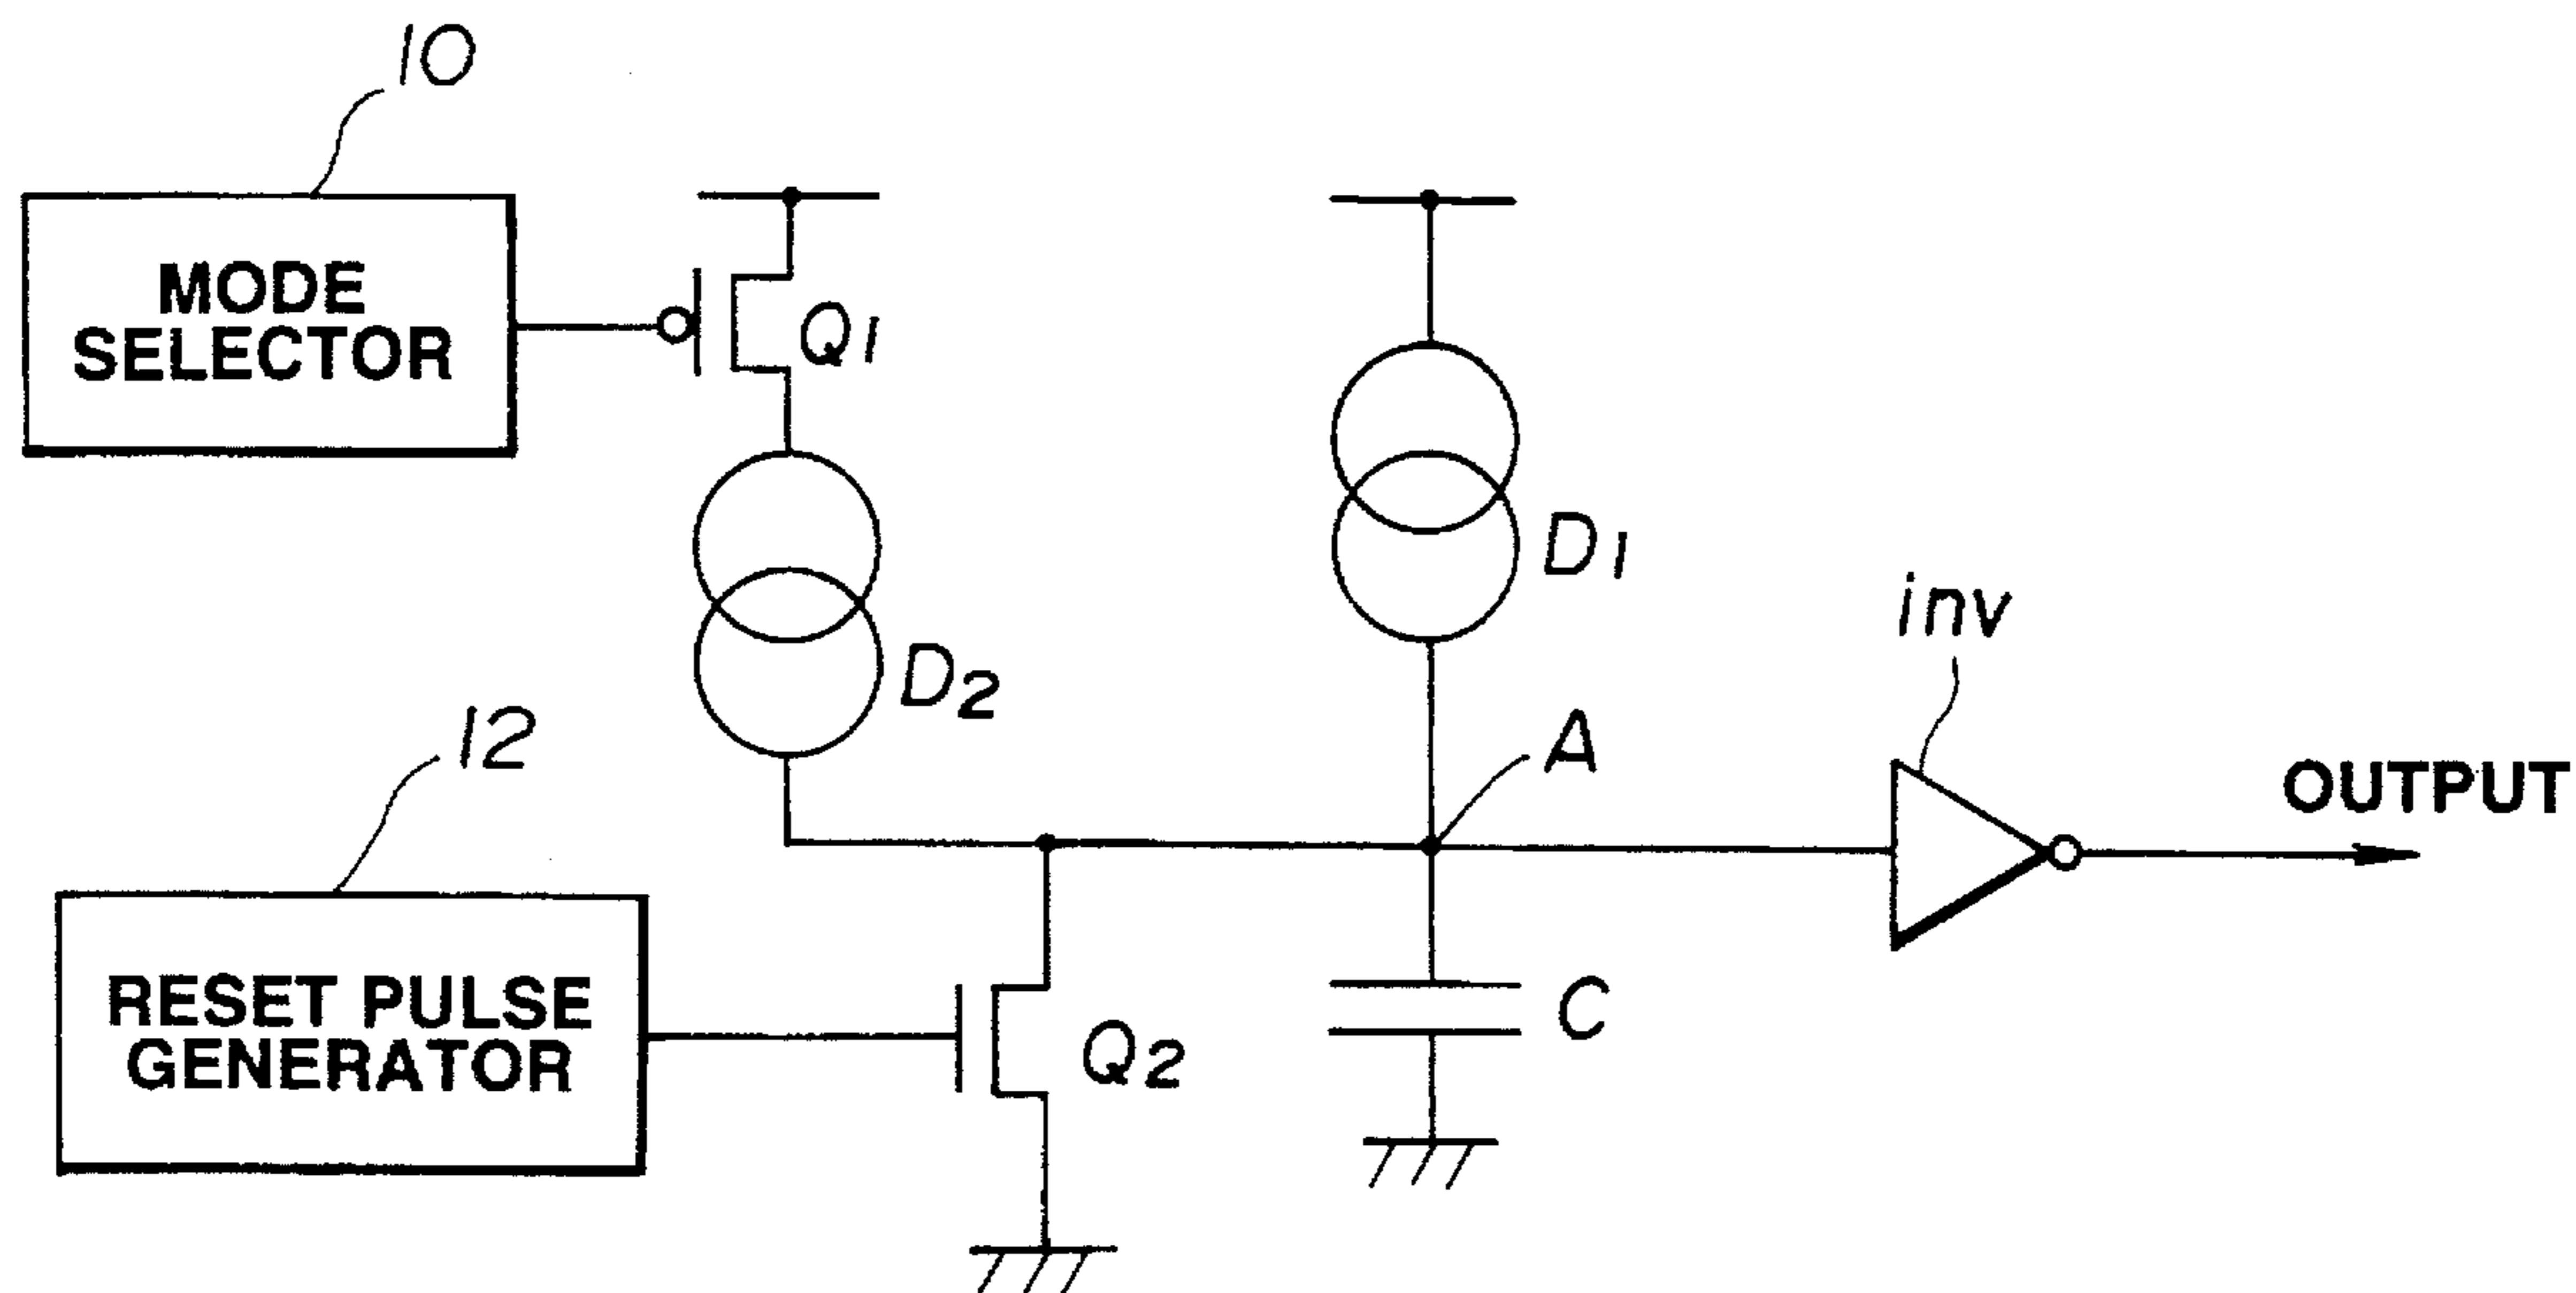 10
MODE
SELECTOR
Q1
D1
D2
inv
12
A
OUTPUT
RESET PULSE
GENERATOR
Q2
C